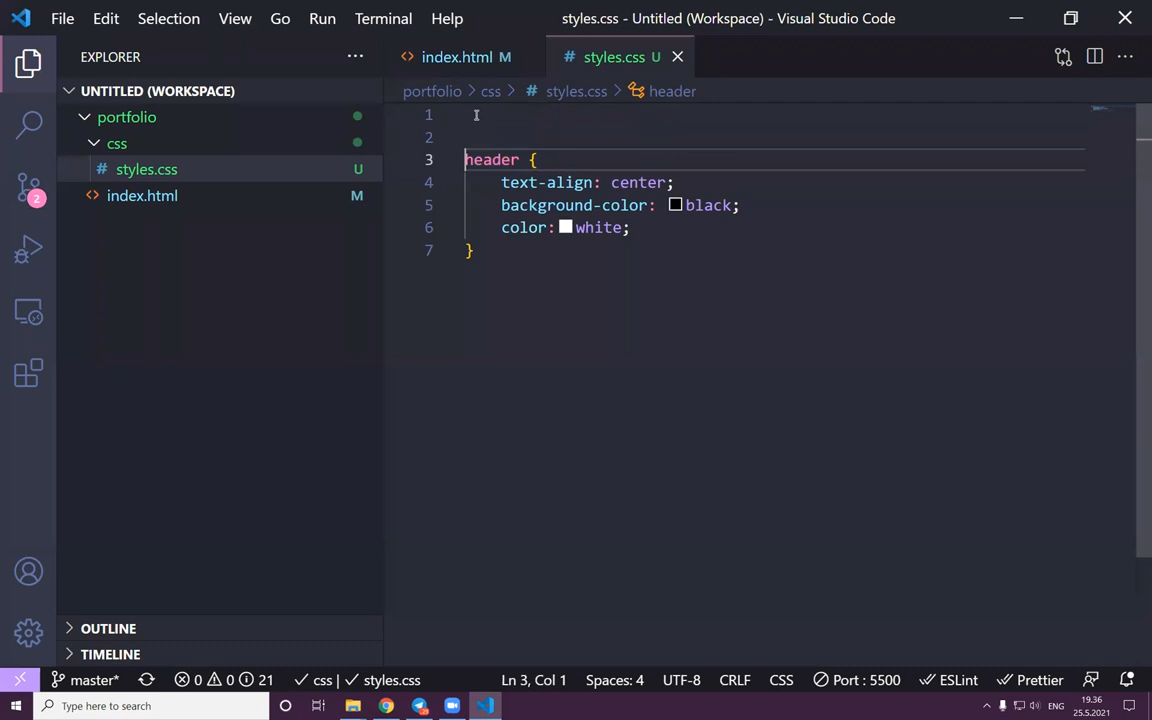 File Edit Selection View Go Run Terminal Help styles.css - Untitled (Workspace) - Visual Studio Code
EXPLORER
index.html M
# styles.css U
UNTITLED (WORKSPACE)
portfolio > css > # styles.css > header
portfolio
css
# styles.css U
<> index.html M
1
2
3 header {
4 text-align: center;
5 background-color: black;
6 color: white;
7 }
2
OUTLINE
TIMELINE
master* 0 0 21 css | styles.css Ln 3, Col 1 Spaces: 4 UTF-8 CRLF CSS Port : 5500 ESLint Prettier
Type here to search
ENG
19.36
25.5.2021